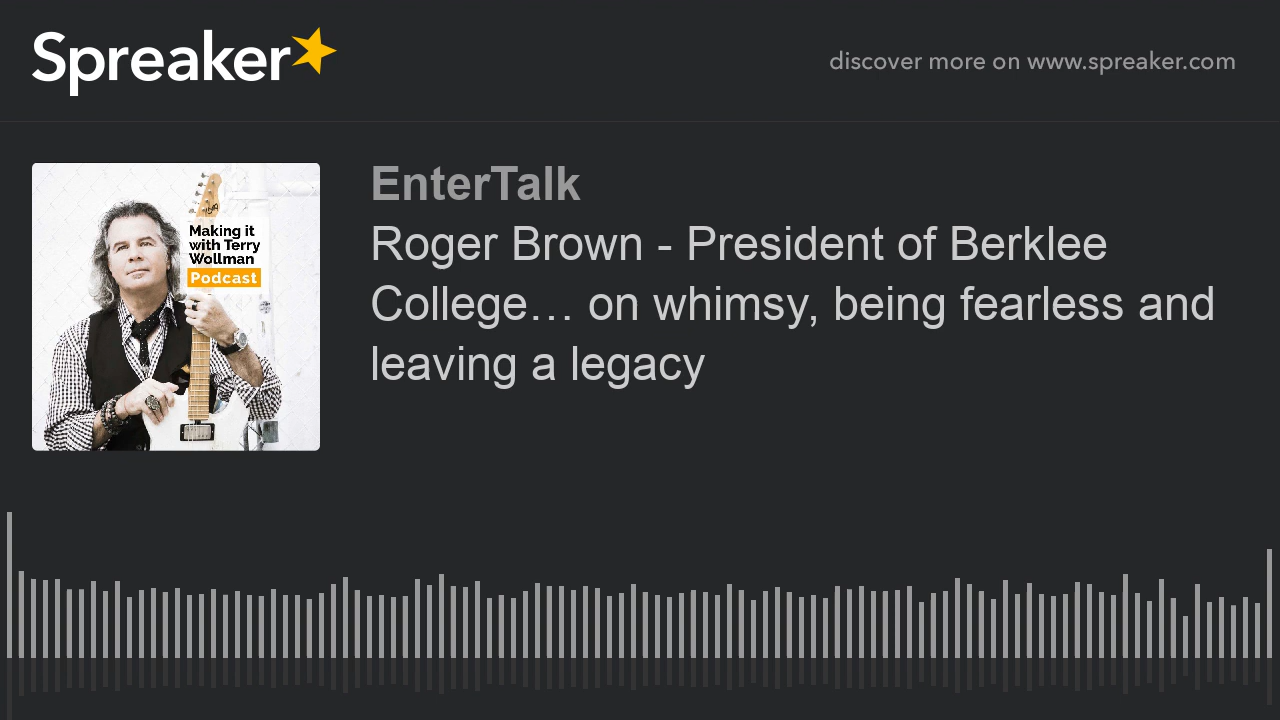 Spreaker
discover more on www.spreaker.com
Making it
with Terry
Wollman
Podcast
EnterTalk
Roger Brown - President of Berklee
College… on whimsy, being fearless and
leaving a legacy